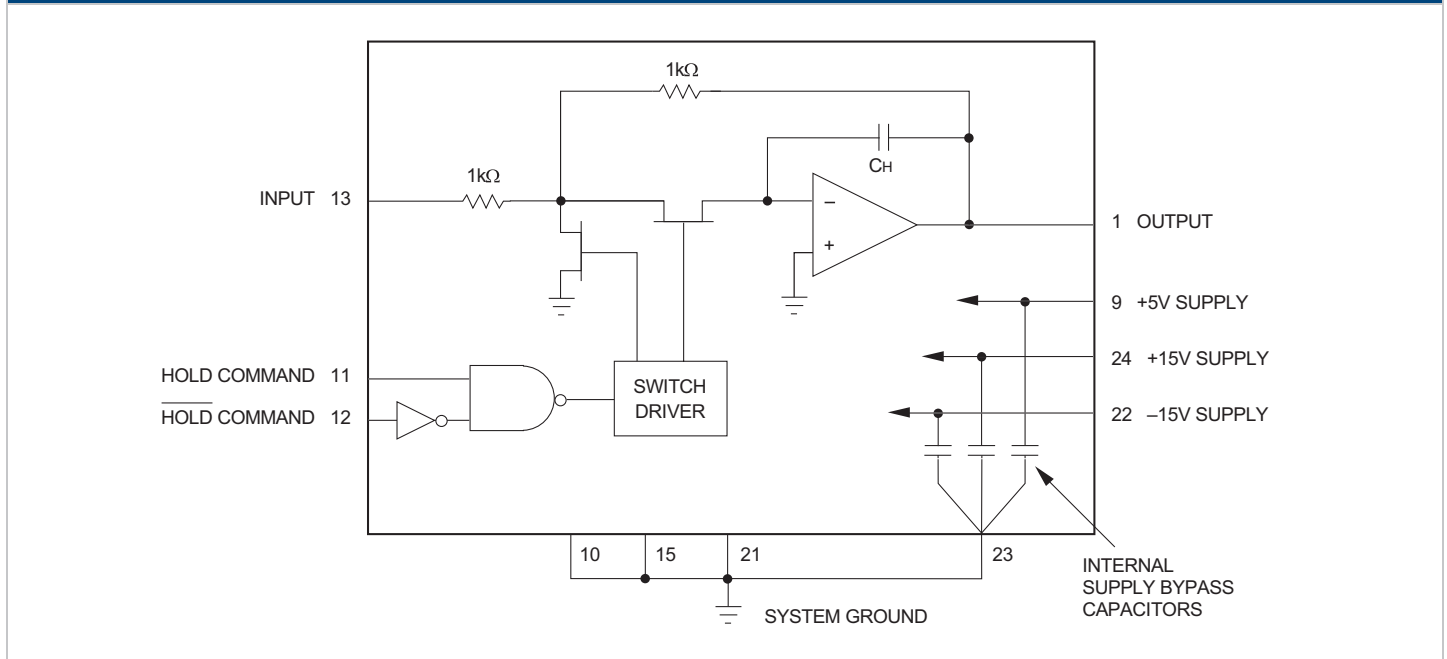 1kΩ
1kΩ
CH
INPUT 13
–
+
1 OUTPUT
9 +5V SUPPLY
24 +15V SUPPLY
22 –15V SUPPLY
HOLD COMMAND 11
HOLD COMMAND 12
SWITCH
DRIVER
10 15 21 23
SYSTEM GROUND
INTERNAL
SUPPLY BYPASS
CAPACITORS